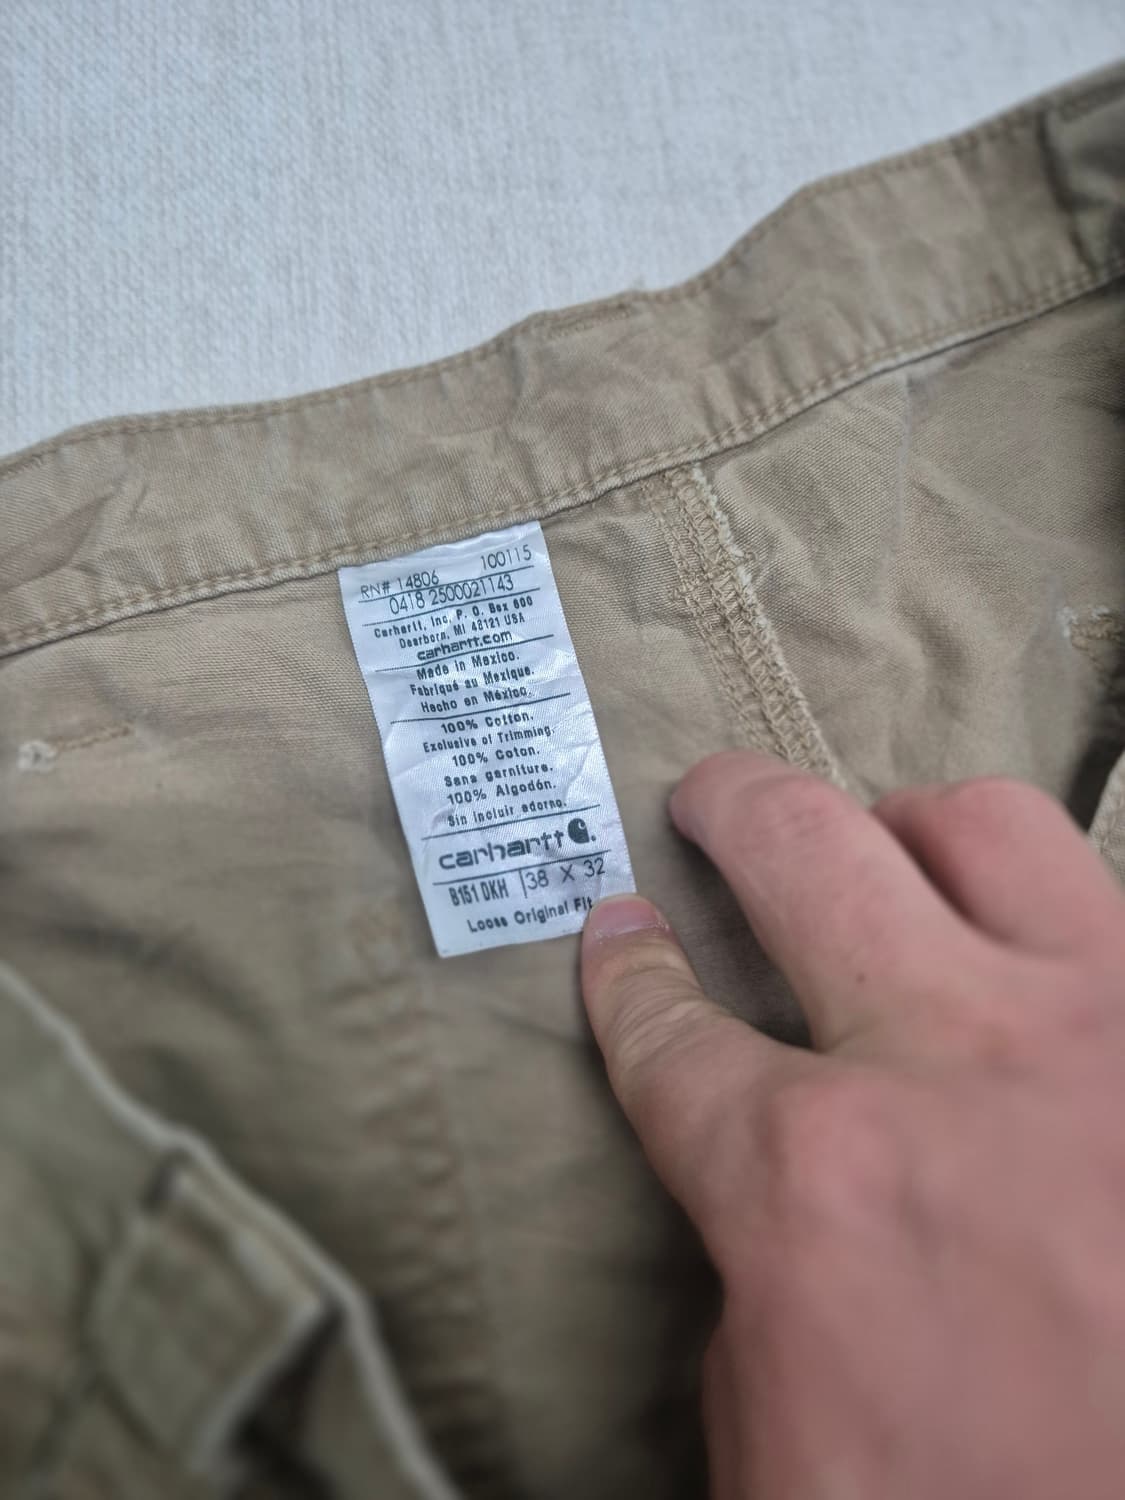 RN# 14806 100115
0418 2500021143
Carhartt, Inc. P. O. Box 600
Dearborn, MI 48121 USA
carhartt.com
Made in Mexico.
Fabriqué au Mexique.
Hecho en México.
100% Cotton.
Exclusive of Trimming.
100% Coton.
Sans garniture.
100% Algodón.
Sin incluir adorno.
carhartt
B151 DKH 38 X 32
Loose Original Fit